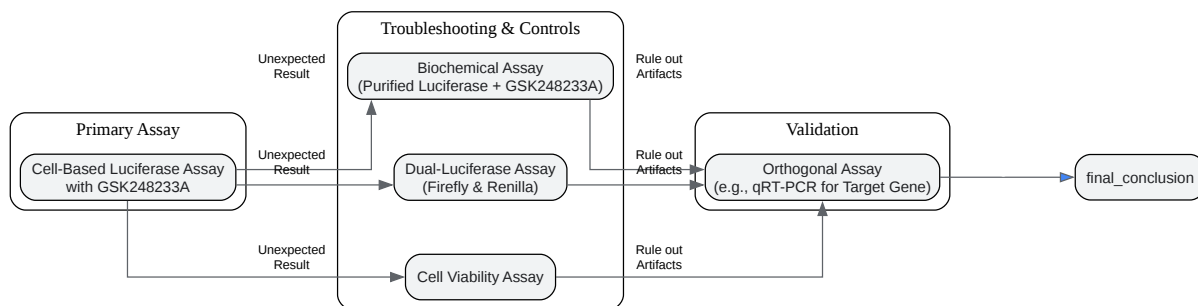 Troubleshooting & Controls
Unexpected
Result
Biochemical Assay
(Purified Luciferase + GSK248233A)
Rule out
Artifacts
Primary Assay
Cell-Based Luciferase Assay
with GSK248233A
Unexpected
Result
Dual-Luciferase Assay
(Firefly & Renilla)
Rule out
Artifacts
Validation
Orthogonal Assay
(e.g., qRT-PCR for Target Gene)
final_conclusion
Unexpected
Result
Cell Viability Assay
Rule out
Artifacts